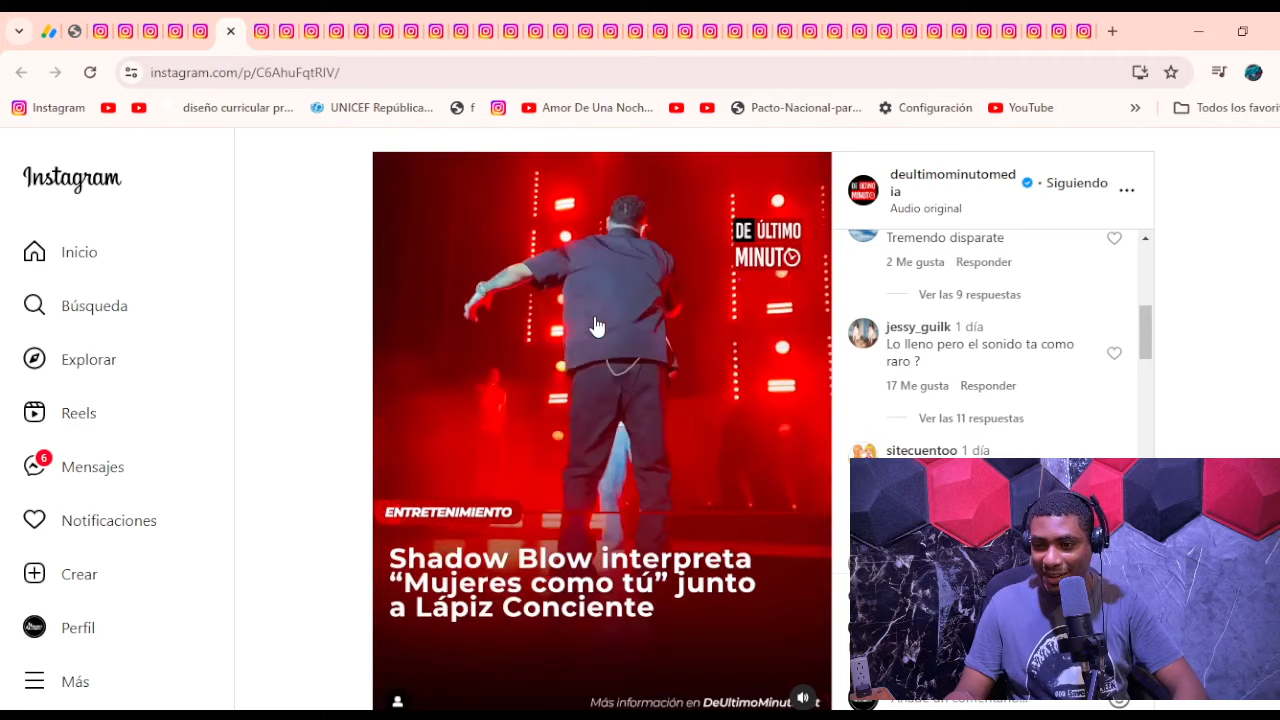 instagram.com/p/C6AhuFqtRIV/
Instagram
diseño curricular pr...
UNICEF Repúblic​a...
f
Amor De Una Noch...
Pacto-Nacional-par...
Configuración
YouTube
Todos los favorit
Instagram
Inicio
Búsqueda
Explorar
Reels
6
Mensajes
Notificaciones
Crear
Perfil
Más
DE ÚLTIMO
MINUTO
ENTRETENIMIENTO
Shadow Blow interpreta
“Mujeres como tú” junto
a Lápiz Conciente
Más información en DeUltimoMinut
deultimominutomed
ia
• Siguiendo
Audio original
Tremendo disparate
2 Me gusta Responder
Ver las 9 respuestas
jessy_guilk 1 día
Lo lleno pero el sonido ta como
raro ?
17 Me gusta Responder
Ver las 11 respuestas
sitecuentoo 1 día